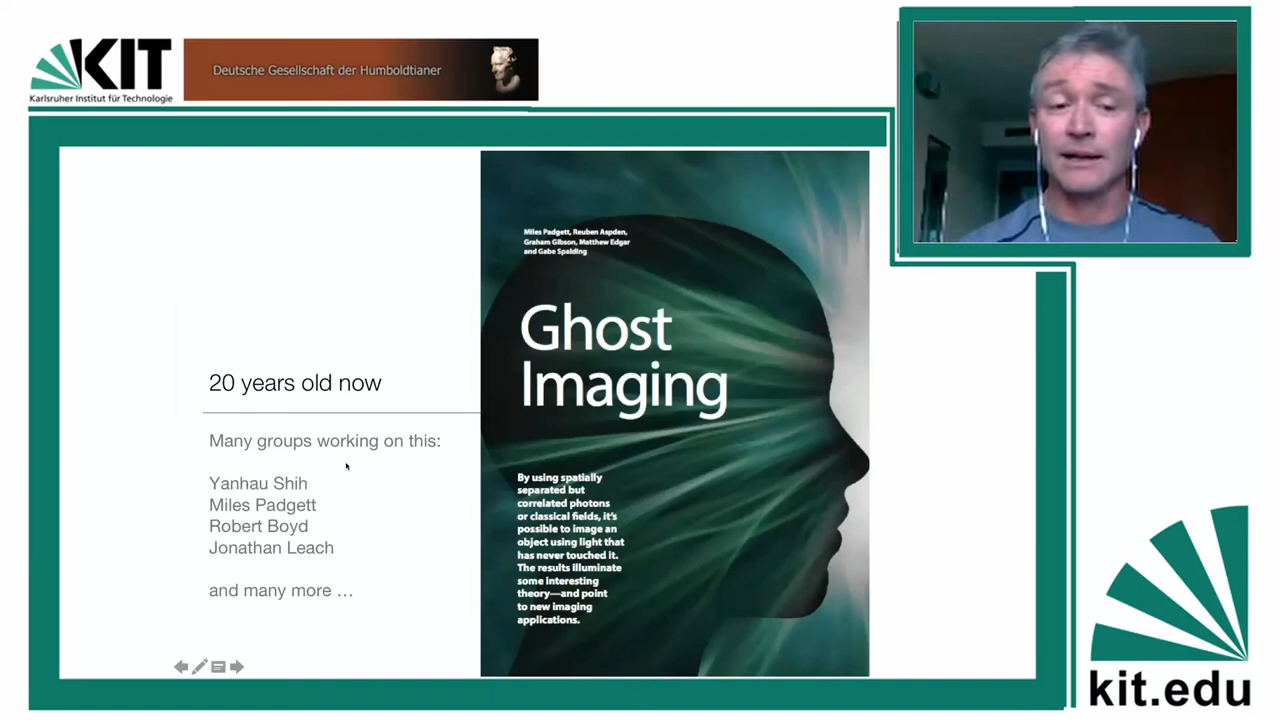 KIT
Karlsruher Institut für Technologie
Deutsche Gesellschaft der Humboldtianer
20 years old now
Many groups working on this:
Yanhau Shih
Miles Padgett
Robert Boyd
Jonathan Leach
and many more …
Miles Padgett, Reuben Aspden,
Graham Gibson, Matthew Edgar
and Gabe Spalding
Ghost
Imaging
By using spatially
separated but
correlated photons
or classical fields, it's
possible to image an
object using light that
has never touched it.
The results illuminate
some interesting
theory—and point
to new imaging
applications.
kit.edu